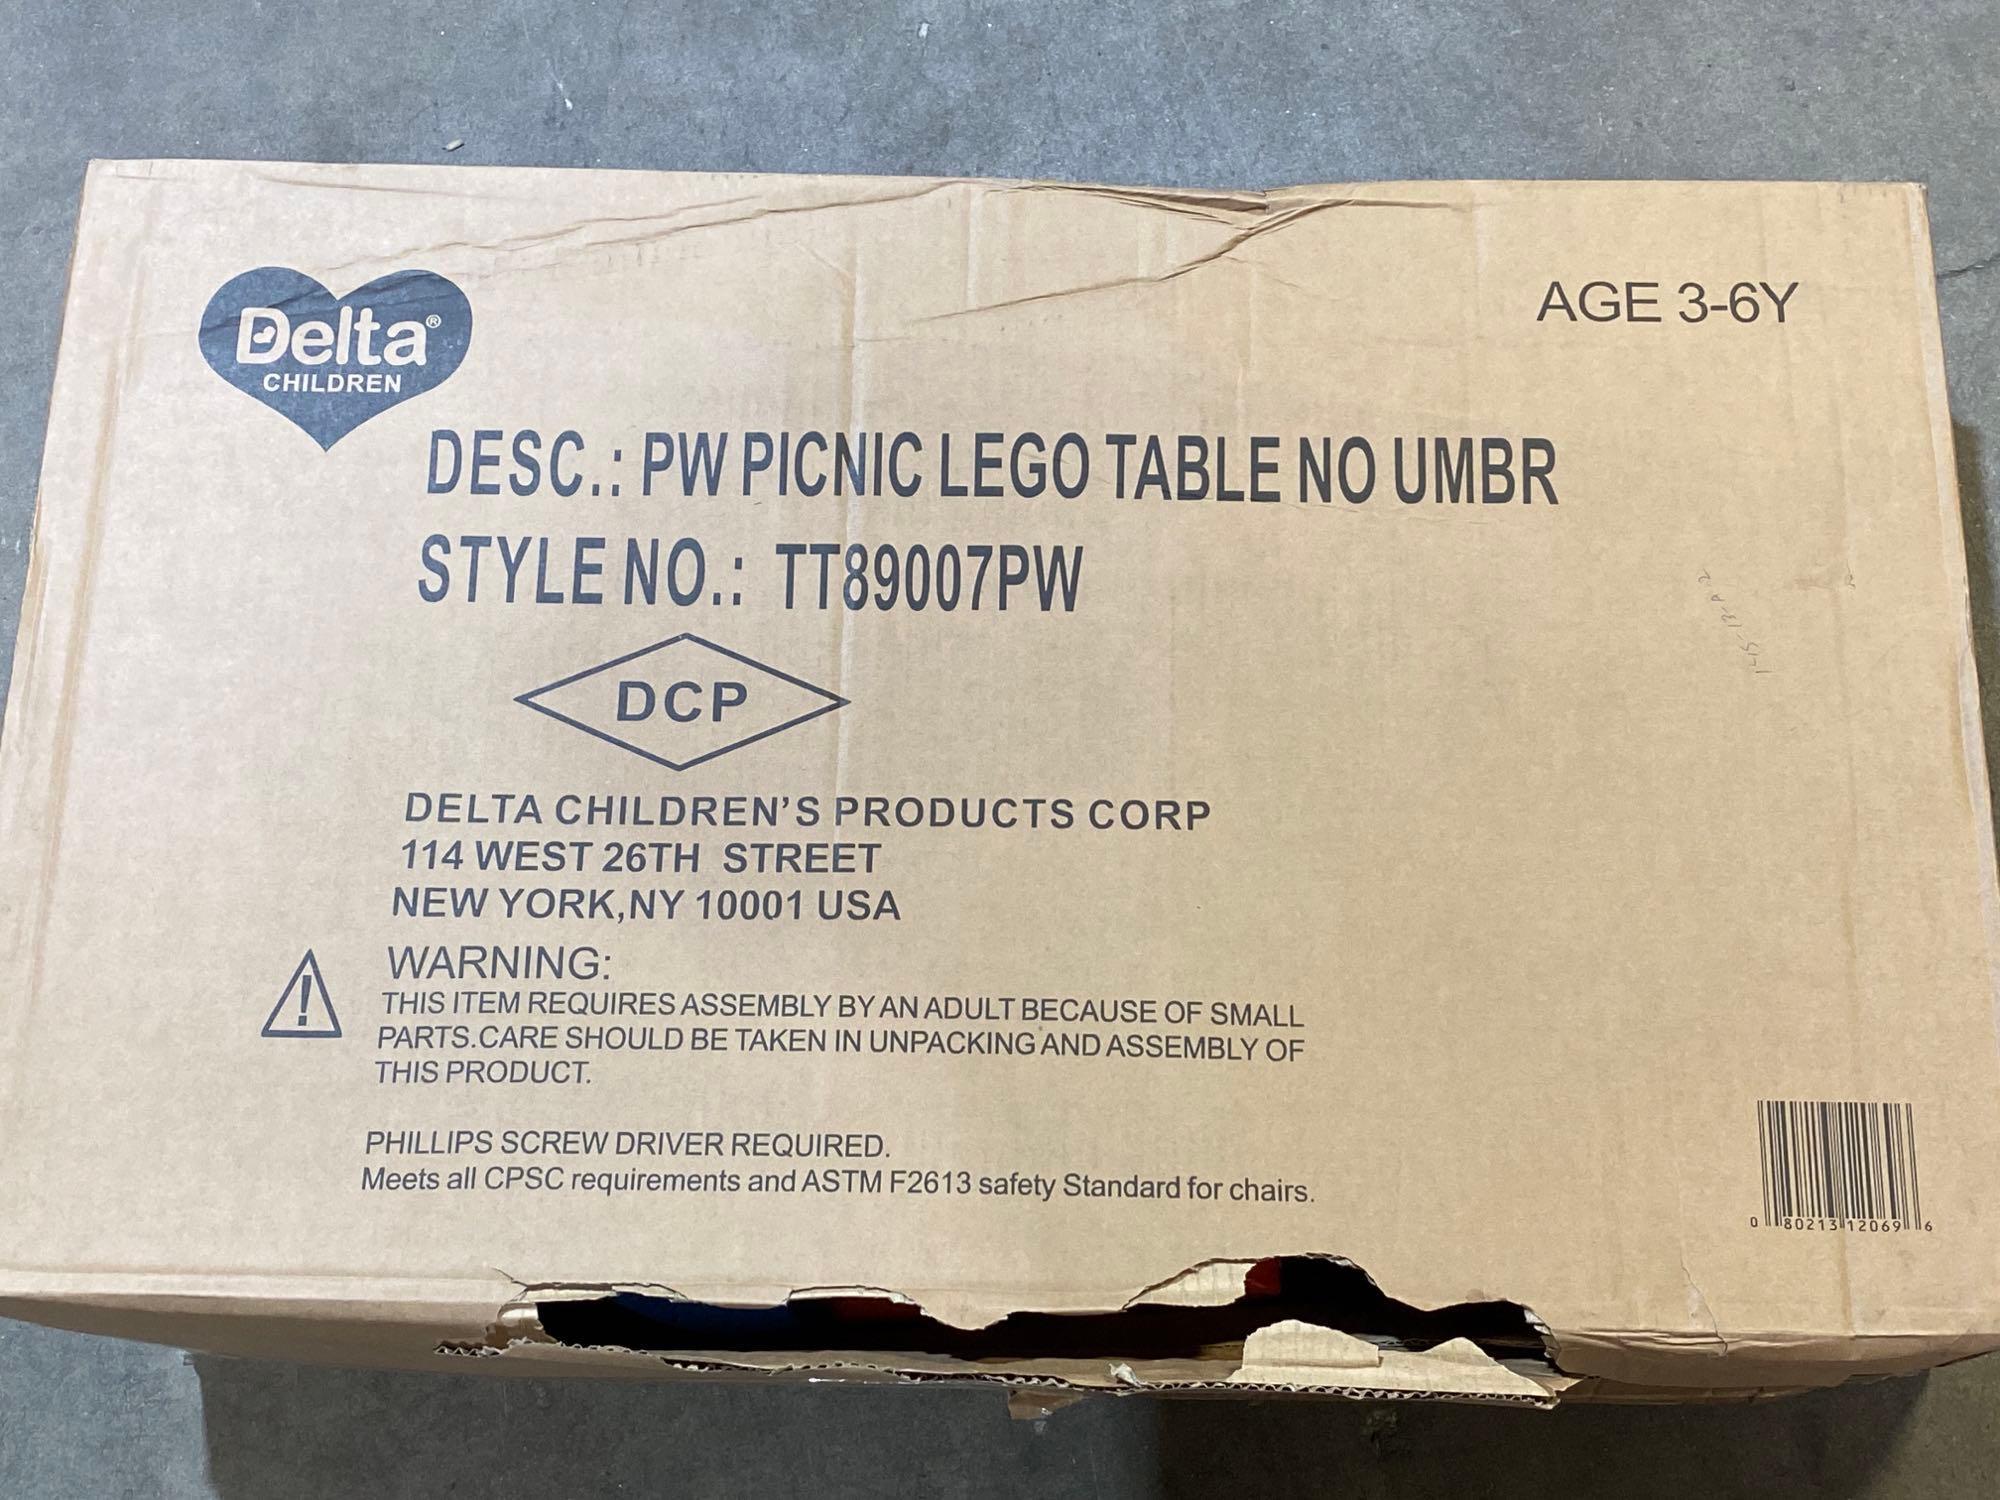 Delta®
CHILDREN
AGE 3-6Y
DESC.: PW PICNIC LEGO TABLE NO UMBR
STYLE NO.: TT89007PW
DCP
DELTA CHILDREN'S PRODUCTS CORP
114 WEST 26TH STREET
NEW YORK,NY 10001 USA
WARNING:
THIS ITEM REQUIRES ASSEMBLY BY AN ADULT BECAUSE OF SMALL
PARTS.CARE SHOULD BE TAKEN IN UNPACKING AND ASSEMBLY OF
THIS PRODUCT.
PHILLIPS SCREW DRIVER REQUIRED.
Meets all CPSC requirements and ASTM F2613 safety Standard for chairs.
0 80213 12069 6